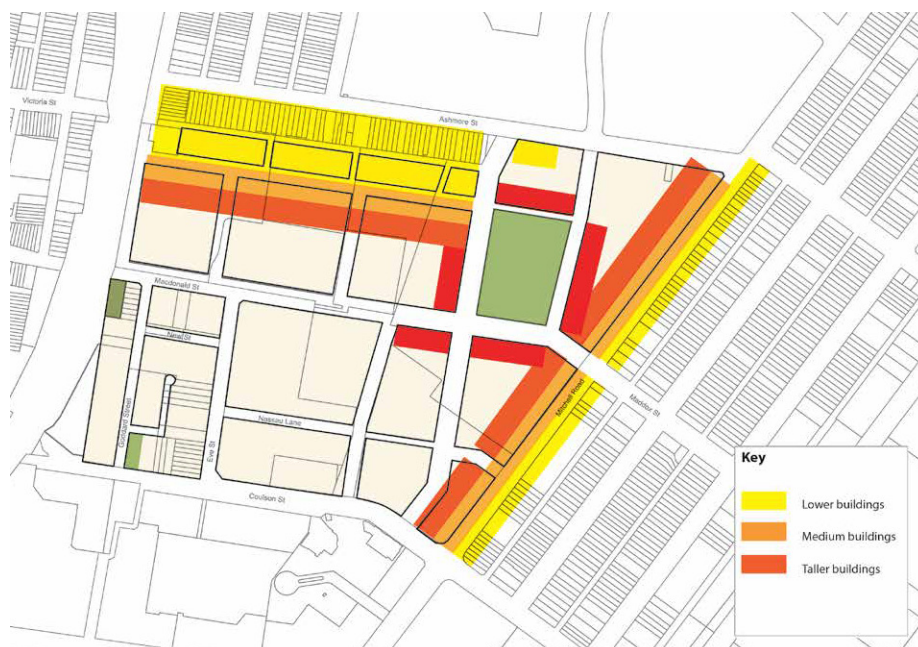 Victoria St
Ashmore St
Macdonald St
Neal St
Goddard Street
Eve St
Nassau Lane
Coulson St
Mitchell Road
Maddox St
Key
Lower buildings
Medium buildings
Taller buildings